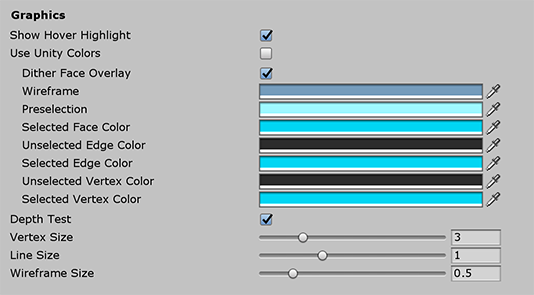 Graphics
Show Hover Highlight
Use Unity Colors
Dither Face Overlay
Wireframe
Preselection
Selected Face Color
Unselected Edge Color
Selected Edge Color
Unselected Vertex Color
Selected Vertex Color
Depth Test
Vertex Size 3
Line Size 1
Wireframe Size 0.5